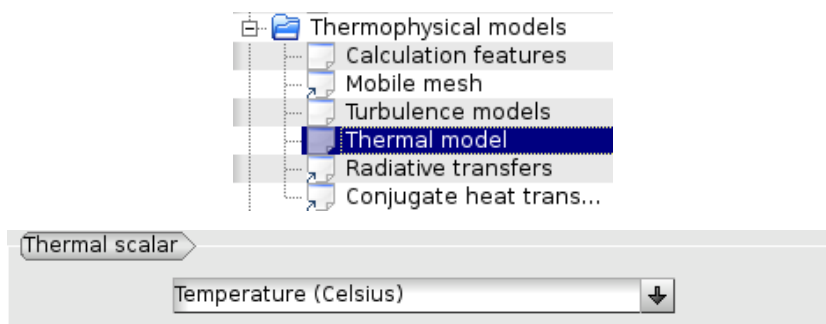 Thermophysical models
Calculation features
Mobile mesh
Turbulence models
Thermal model
Radiative transfers
Conjugate heat trans...
Thermal scalar
Temperature (Celsius)